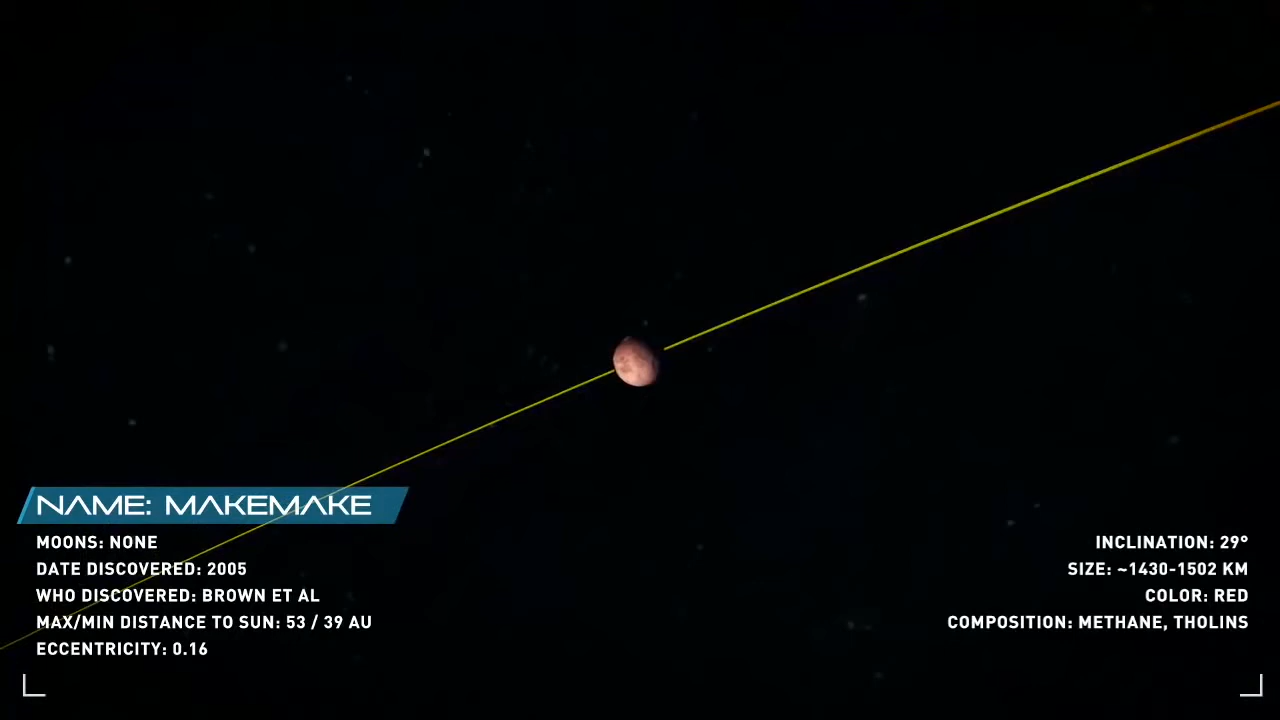 NAME: MAKEMAKE
MOONS: NONE
DATE DISCOVERED: 2005
WHO DISCOVERED: BROWN ET AL
MAX/MIN DISTANCE TO SUN: 53 / 39 AU
ECCENTRICITY: 0.16
INCLINATION: 29°
SIZE: ~1430-1502 KM
COLOR: RED
COMPOSITION: METHANE, THOLINS